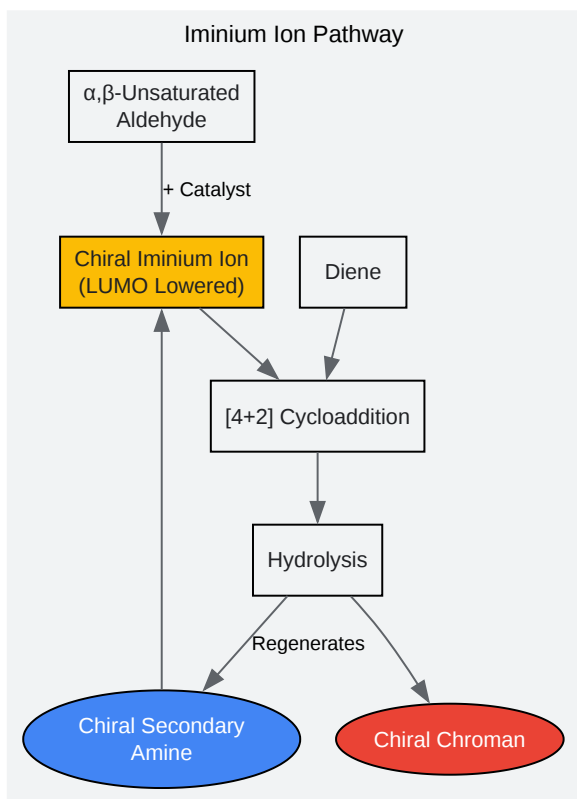 Iminium Ion Pathway
α,β-Unsaturated
Aldehyde
+ Catalyst
Chiral Iminium Ion
(LUMO Lowered)
Diene
[4+2] Cycloaddition
Hydrolysis
Regenerates
Chiral Secondary
Amine
Chiral Chroman